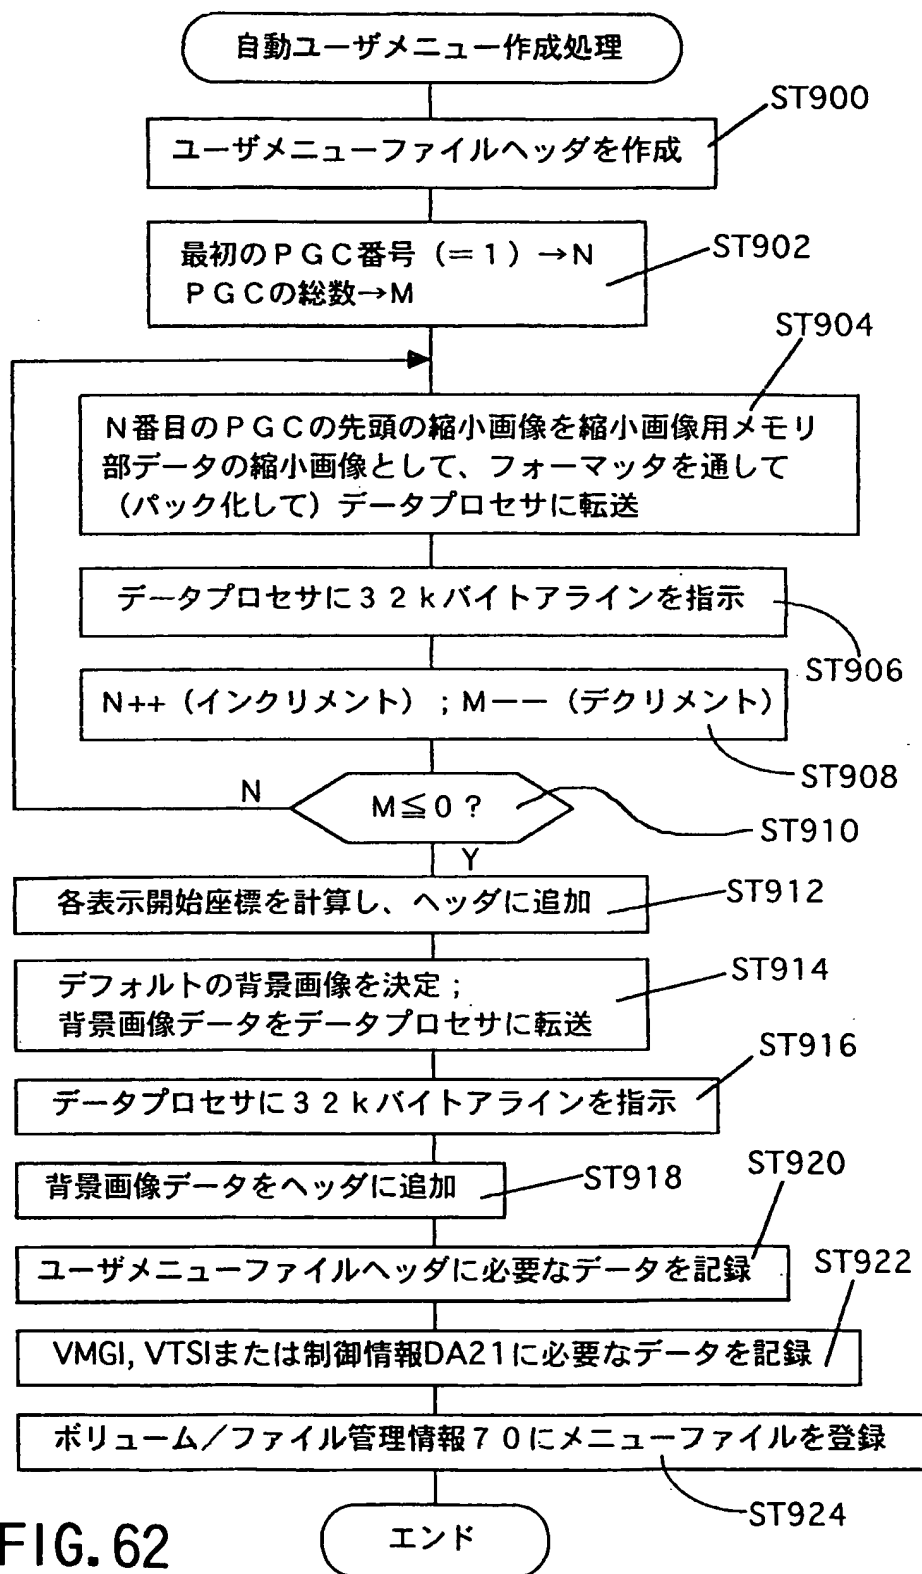 自動ユーザメニュー作成処理
ST900
ユーザメニューファイルヘッダを作成
ST902
最初のＰＧＣ番号（＝１）→N
ＰＧＣの総数→M
ST904
Ｎ番目のＰＧＣの先頭の縮小画像を縮小画像用メモリ
部データの縮小画像として、フォーマッタを通して
（パック化して）データプロセサに転送
データプロセサに３２ｋバイトアラインを指示
ST906
N++（インクリメント）；M−−（デクリメント）
ST908
N
M≦０？
ST910
Y
ST912
各表示開始座標を計算し、ヘッダに追加
ST914
デフォルトの背景画像を決定；
背景画像データをデータプロセサに転送
ST916
データプロセサに３２ｋバイトアラインを指示
背景画像データをヘッダに追加
ST918
ST920
ユーザメニューファイルヘッダに必要なデータを記録
ST922
VMGI, VTSIまたは制御情報DA21に必要なデータを記録
ボリューム／ファイル管理情報７０にメニューファイルを登録
ST924
エンド
FIG. 62